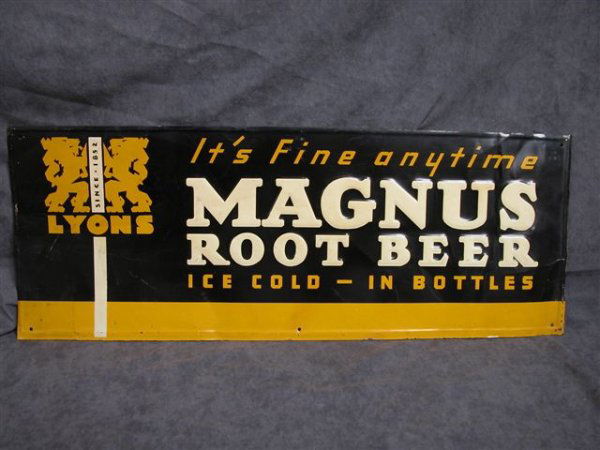 SINCE • 1852
LYONS
It's Fine anytime
MAGNUS
ROOT BEER
ICE COLD — IN BOTTLES